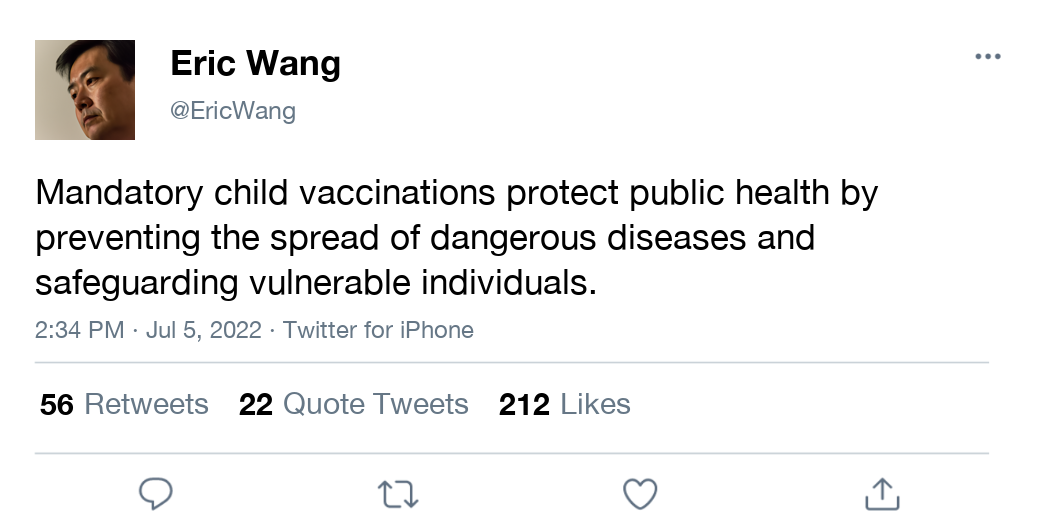 Eric Wang
@EricWang
Mandatory child vaccinations protect public health by
preventing the spread of dangerous diseases and
safeguarding vulnerable individuals.
2:34 PM · Jul 5, 2022 · Twitter for iPhone
56 Retweets 22 Quote Tweets 212 Likes